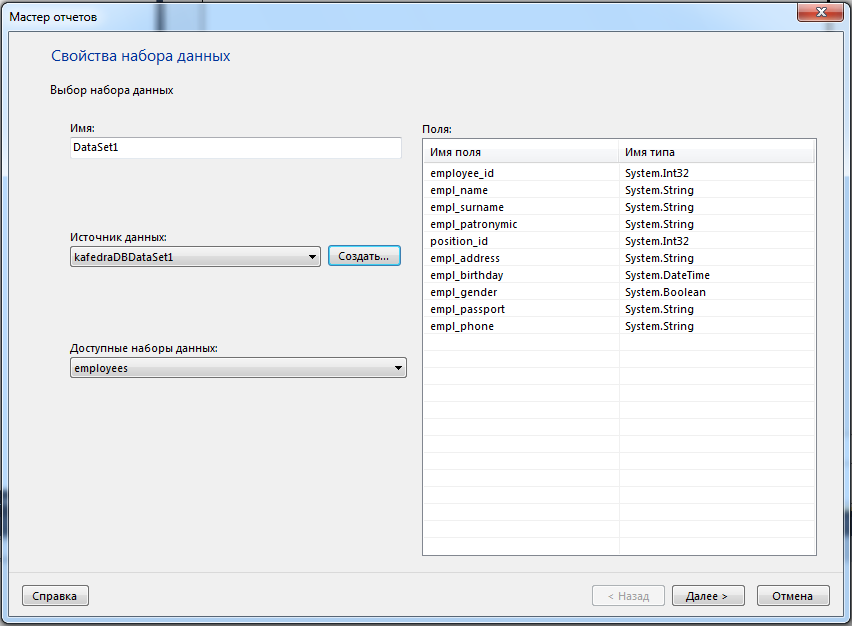 Мастер отчетов
Свойства набора данных
Выбор набора данных
Имя:
DataSet1
Источник данных:
kafedraDBDataSet1
Создать...
Доступные наборы данных:
employees
Поля:
Имя поля Имя типа
employee_id System.Int32
empl_name System.String
empl_surname System.String
empl_patronymic System.String
position_id System.Int32
empl_address System.String
empl_birthday System.DateTime
empl_gender System.Boolean
empl_passport System.String
empl_phone System.String
Справка < Назад Далее > Отмена